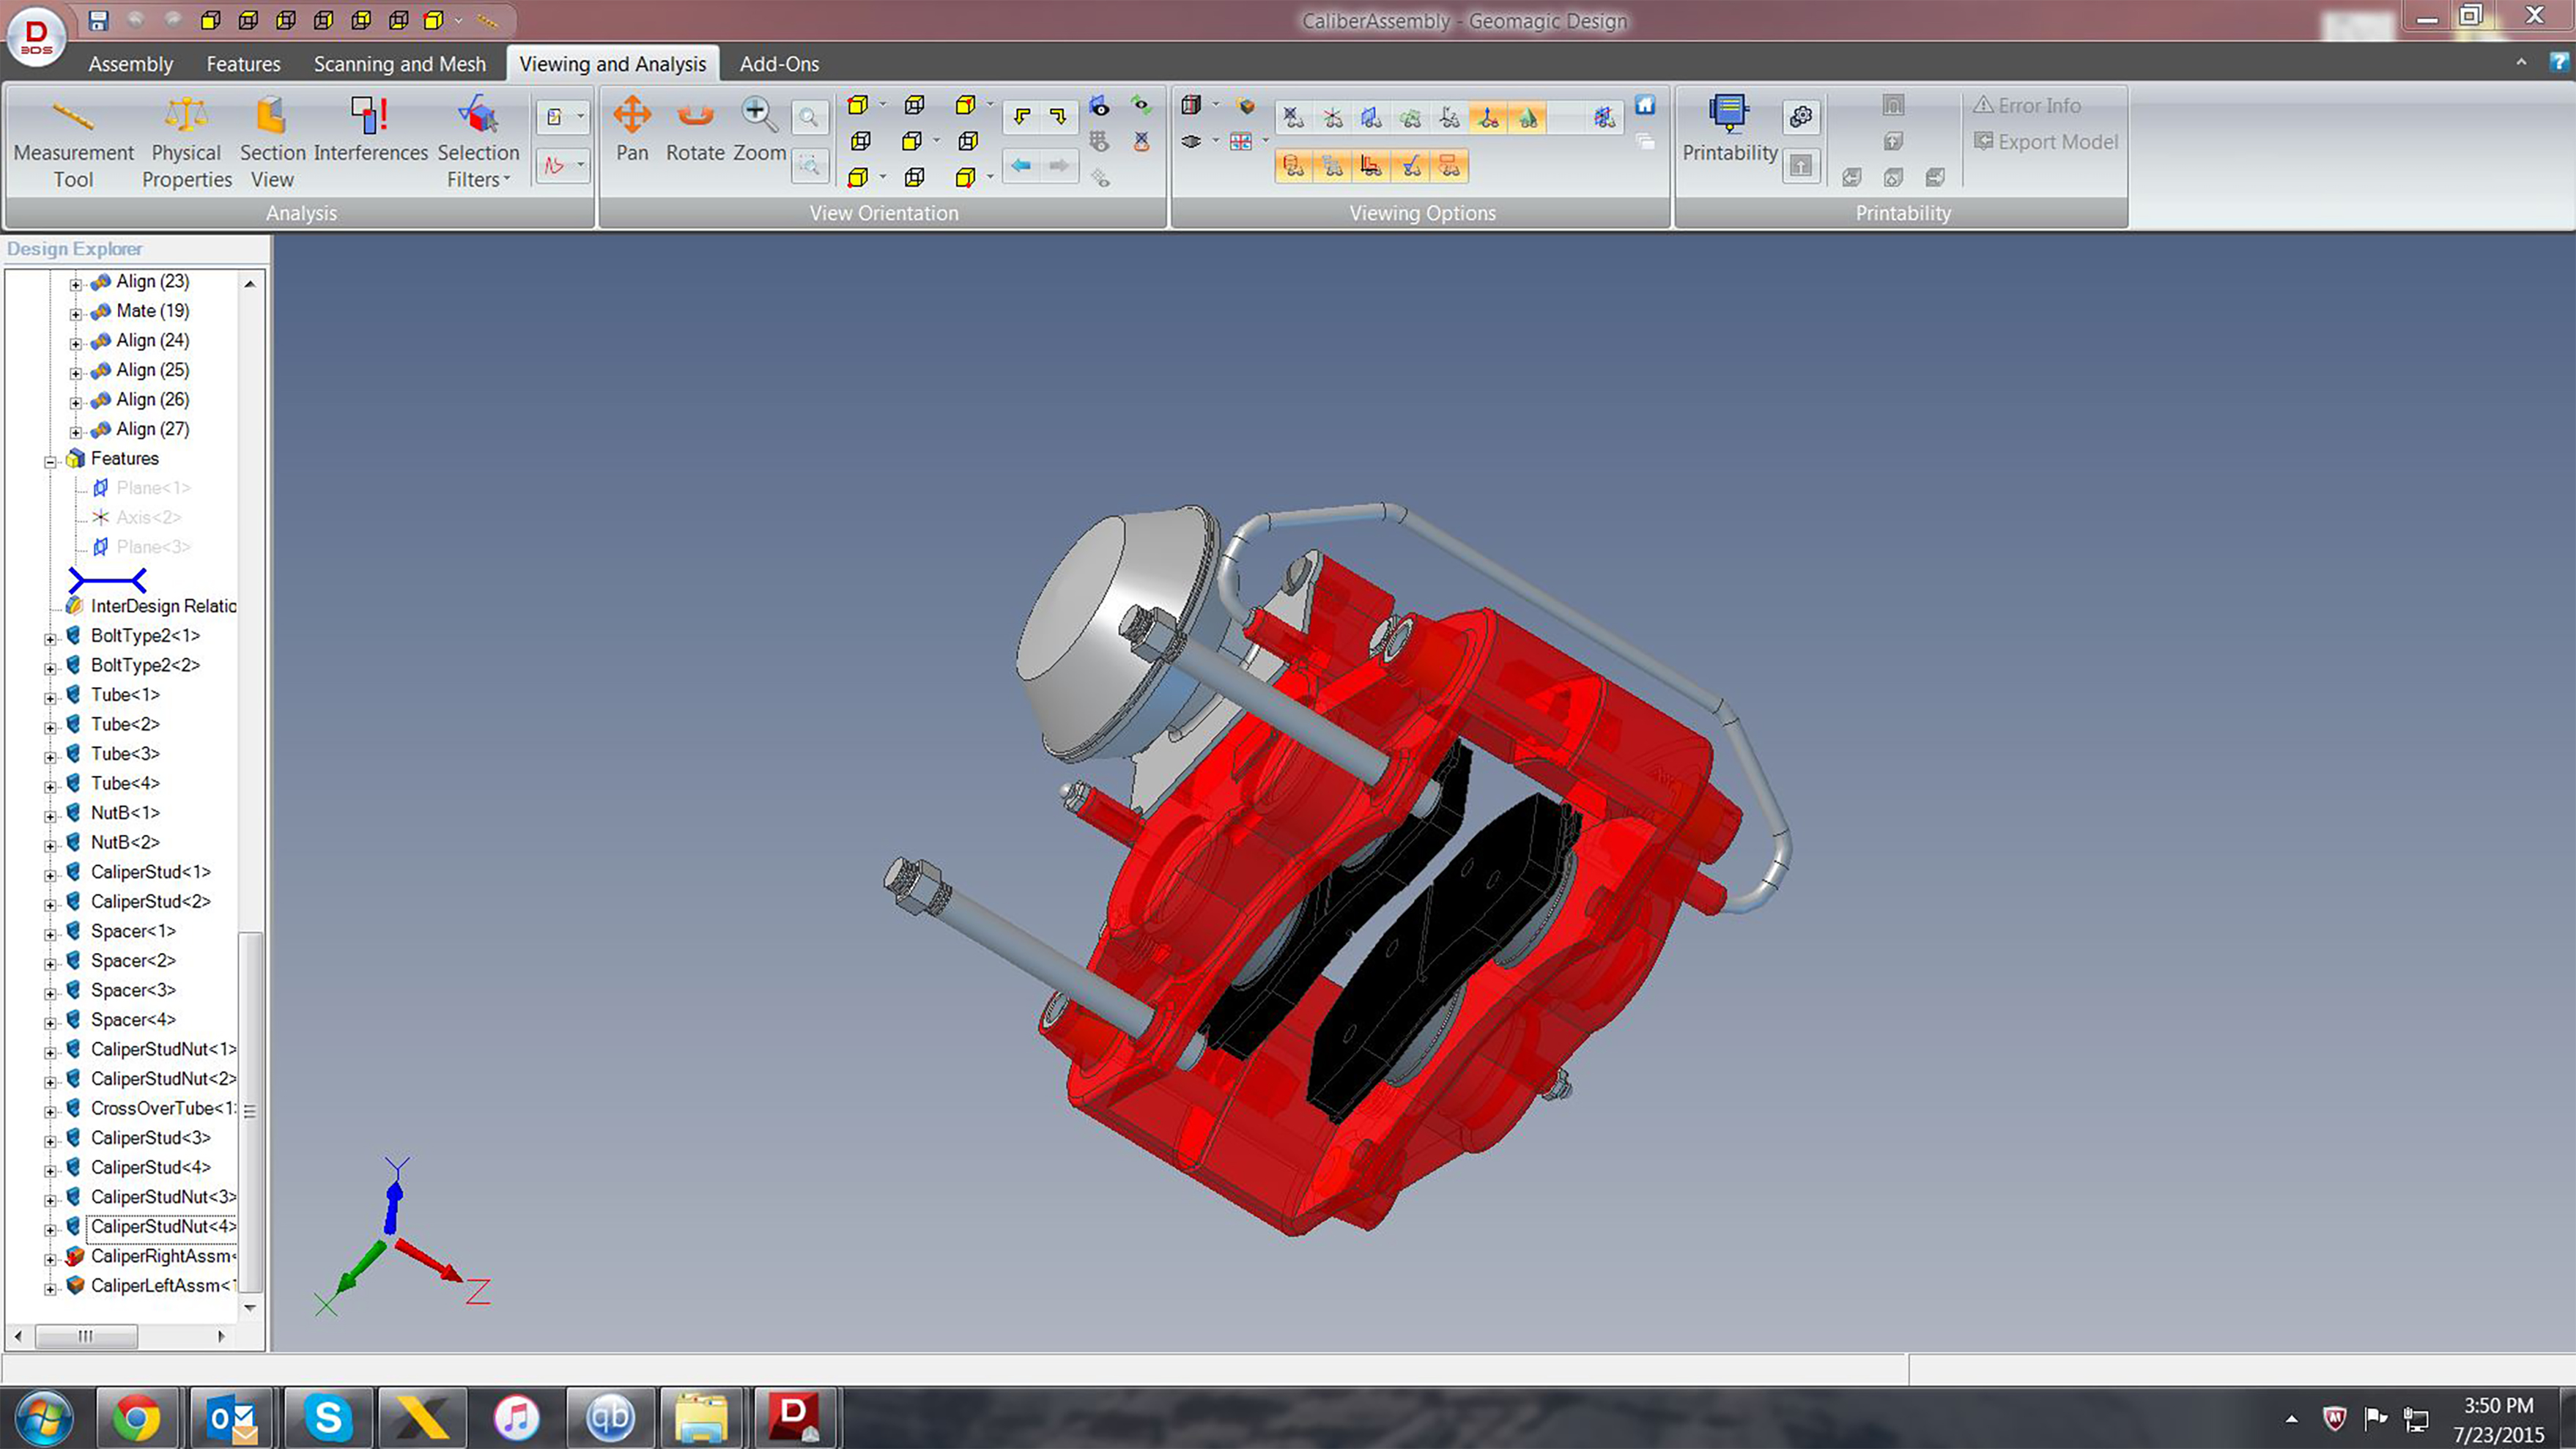 CaliberAssembly - Geomagic Design
D
3DS
Assembly Features Scanning and Mesh Viewing and Analysis Add-Ons
Measurement Tool
Physical Properties
Section View
Interferences
Selection Filters
Pan
Rotate
Zoom
Printability
Error Info
Export Model
Analysis
View Orientation
Viewing Options
Printability
Design Explorer
Align (23)
Mate (19)
Align (24)
Align (25)
Align (26)
Align (27)
Features
Plane<1>
Axis<2>
Plane<3>
InterDesign Relatio
BoltType2<1>
BoltType2<2>
Tube<1>
Tube<2>
Tube<3>
Tube<4>
NutB<1>
NutB<2>
CaliperStud<1>
CaliperStud<2>
Spacer<1>
Spacer<2>
Spacer<3>
Spacer<4>
CaliperStudNut<1>
CaliperStudNut<2>
CrossOverTube<1
CaliperStud<3>
CaliperStud<4>
CaliperStudNut<3>
CaliperStudNut<4>
CaliperRightAssm<
CaliperLeftAssm<
Y
X
Z
S
qb
D
3:50 PM
7/23/2015